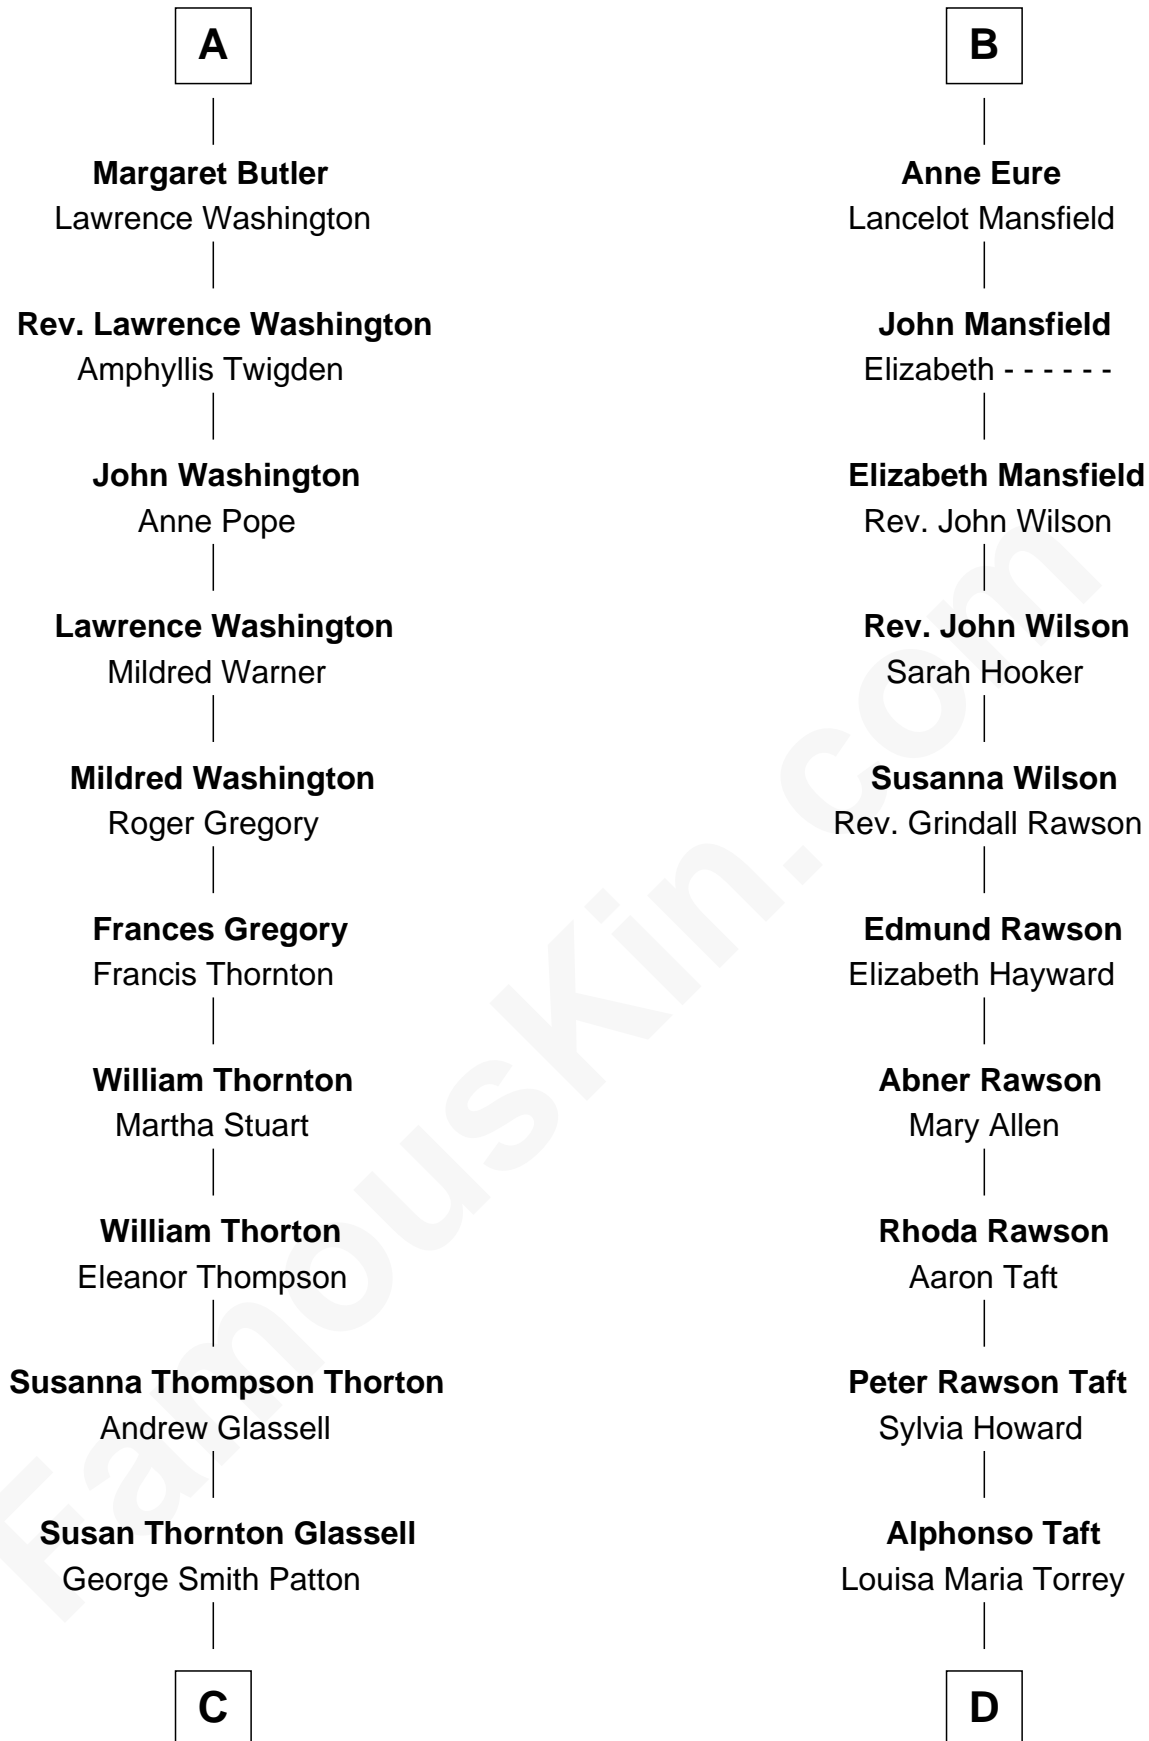 A
Margaret Butler
Lawrence Washington
Rev. Lawrence Washington
Amphyllis Twigden
John Washington
Anne Pope
Lawrence Washington
Mildred Warner
Mildred Washington
Roger Gregory
Frances Gregory
Francis Thornton
William Thornton
Martha Stuart
William Thorton
Eleanor Thompson
Susanna Thompson Thorton
Andrew Glassell
Susan Thornton Glassell
George Smith Patton
C
B
Anne Eure
Lancelot Mansfield
John Mansfield
Elizabeth - - - - - -
Elizabeth Mansfield
Rev. John Wilson
Rev. John Wilson
Sarah Hooker
Susanna Wilson
Rev. Grindall Rawson
Edmund Rawson
Elizabeth Hayward
Abner Rawson
Mary Allen
Rhoda Rawson
Aaron Taft
Peter Rawson Taft
Sylvia Howard
Alphonso Taft
Louisa Maria Torrey
D
FamousKin.com